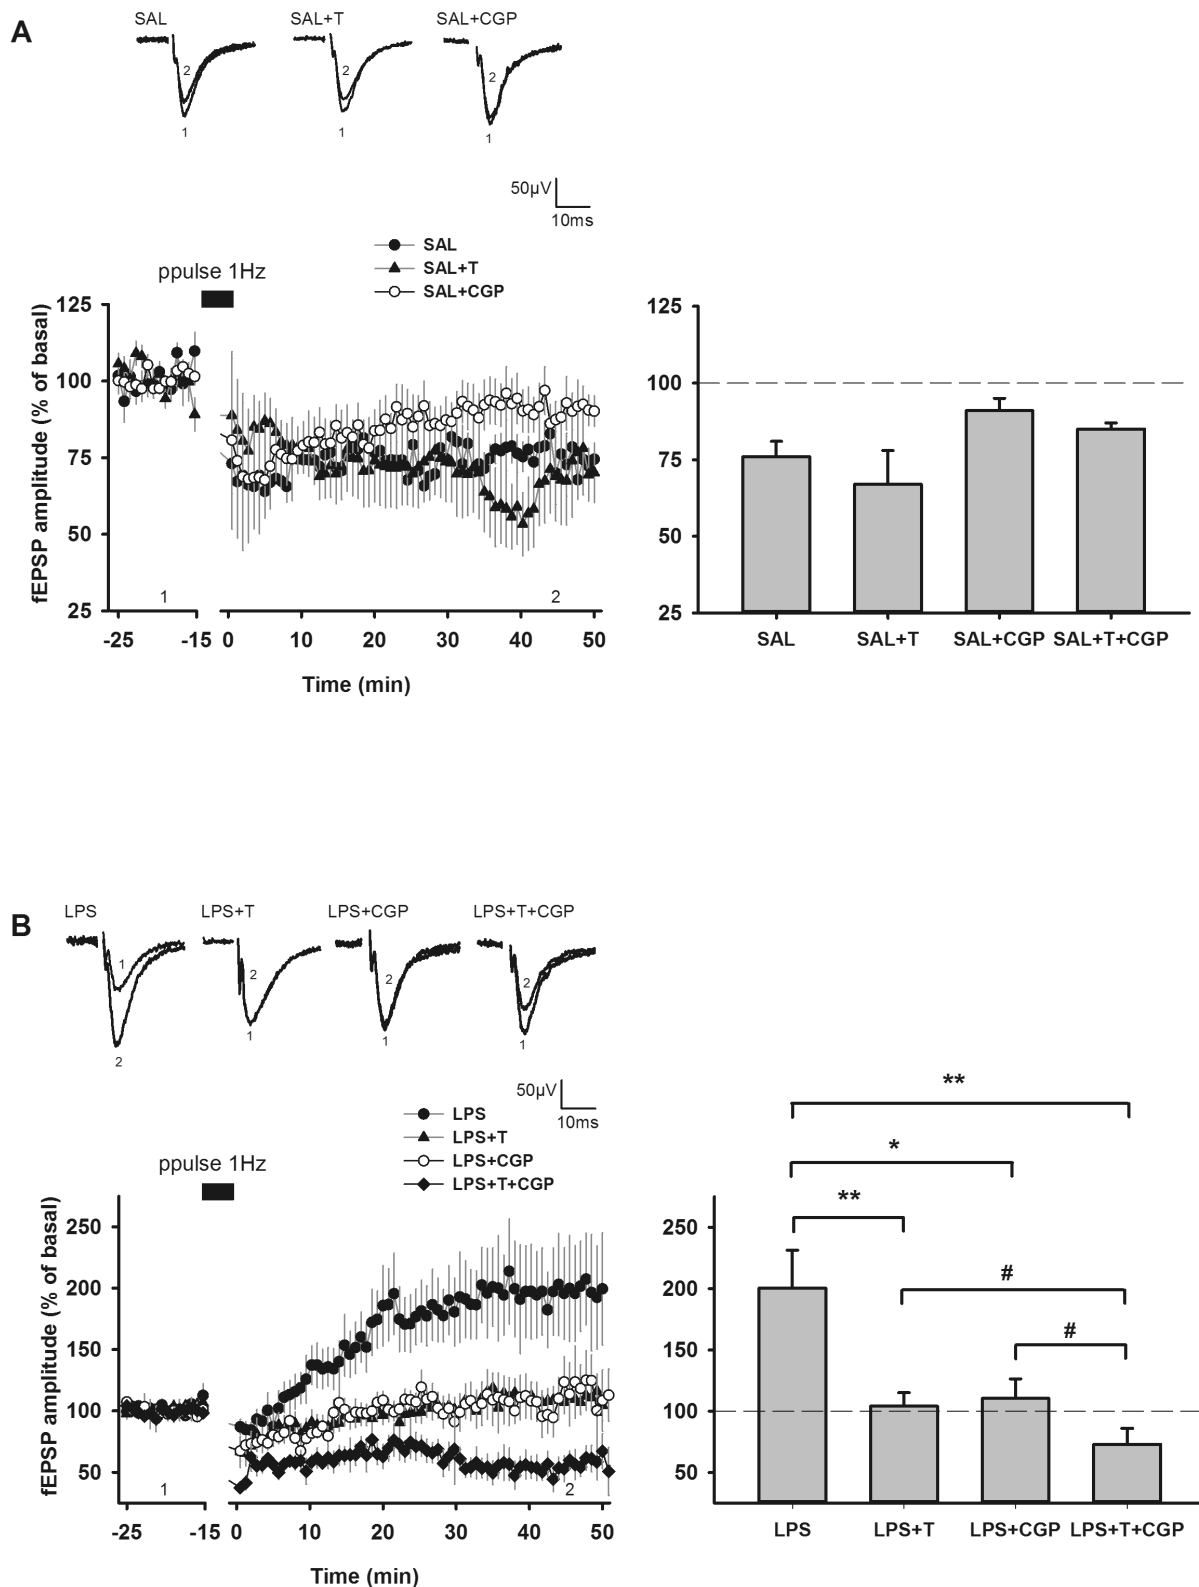 A
SAL SAL+T SAL+CGP
2 2 2
1 1 1
50µV
10ms
SAL
SAL+T
SAL+CGP
ppulse 1Hz
fEPSP amplitude (% of basal)
125
100
75
50
25
1 2
-25 -15 0 10 20 30 40 50
Time (min)
125
100
75
50
25
SAL SAL+T SAL+CGP SAL+T+CGP
B
LPS LPS+T LPS+CGP LPS+T+CGP
1 2 2 2
2 1 1 1
50µV
10ms
LPS
LPS+T
LPS+CGP
LPS+T+CGP
ppulse 1Hz
fEPSP amplitude (% of basal)
250
200
150
100
50
1 2
-25 -15 0 10 20 30 40 50
Time (min)
**
*
**
#
#
250
200
150
100
50
LPS LPS+T LPS+CGP LPS+T+CGP